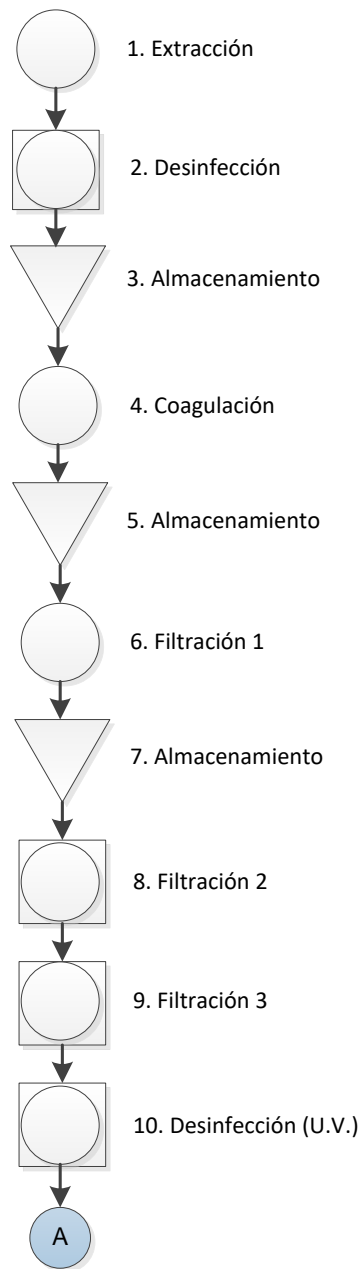 1. Extracción
2. Desinfección
3. Almacenamiento
4. Coagulación
5. Almacenamiento
6. Filtración 1
7. Almacenamiento
8. Filtración 2
9. Filtración 3
10. Desinfección (U.V.)
A